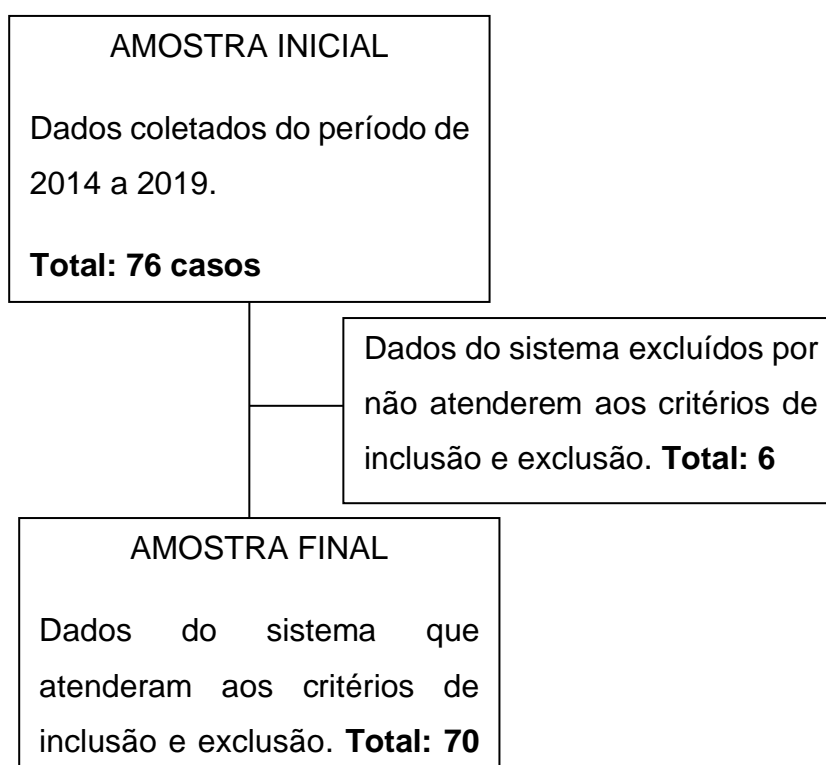 AMOSTRA INICIAL
Dados coletados do período de
2014 a 2019.
Total: 76 casos
Dados do sistema excluídos por
não atenderem aos critérios de
inclusão e exclusão. Total: 6
AMOSTRA FINAL
Dados do sistema que
atenderam aos critérios de
inclusão e exclusão. Total: 70